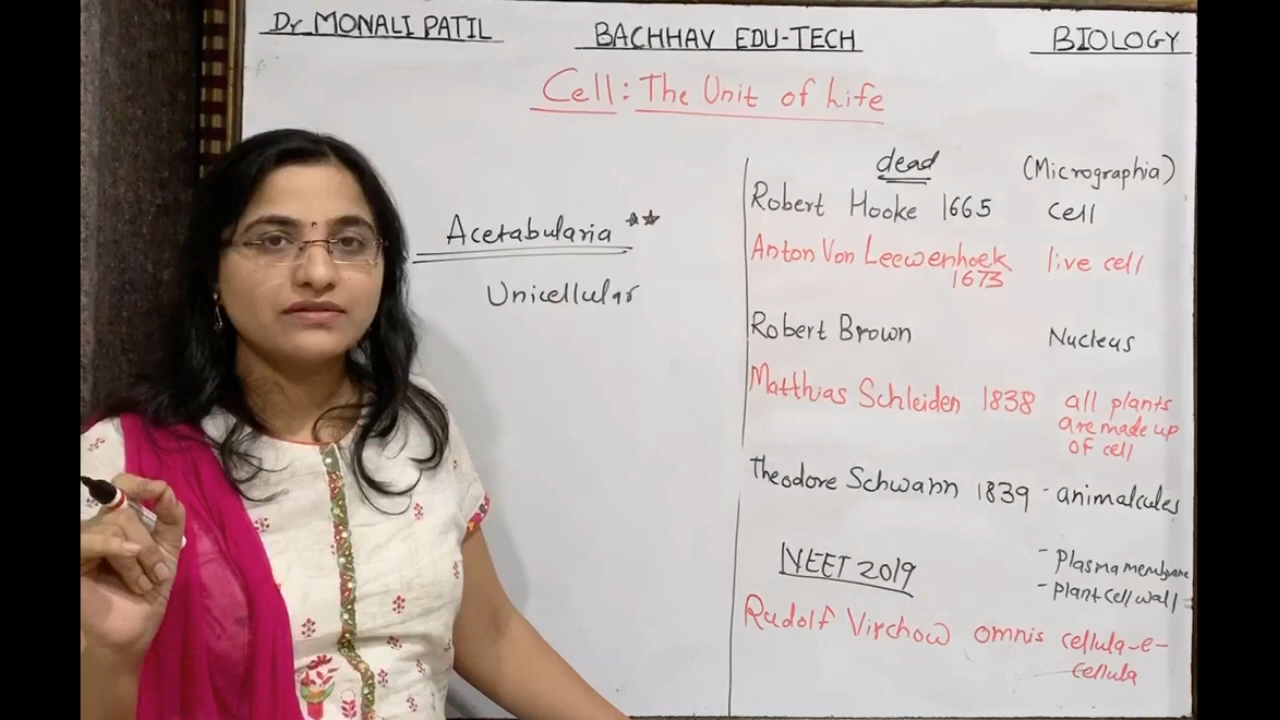 Dr MONALI PATIL
BACHHAV EDU-TECH
BIOLOGY
Cell: The Unit of Life
Acetabularia **
Unicellular
dead (Micrographia)
Robert Hooke 1665 Cell
Anton Von Leewenhoek live cell
1673
Robert Brown Nucleus
Matthias Schleiden 1838 all plants
are made up
of cell
Theodore Schwann 1839 - animalcules
- Plasma membrane
NEET 2019 - Plant cell wall =
Rudolf Virchow omnis cellula-e-
cellula